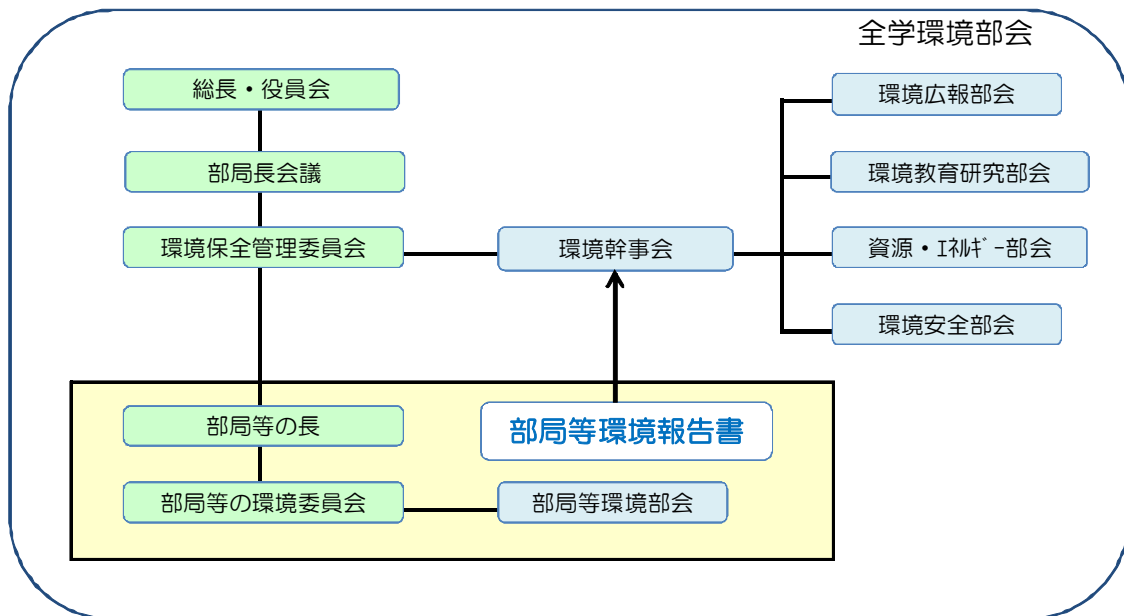 全学環境部会
総長・役員会
部局長会議
環境保全管理委員会
環境幹事会
環境広報部会
環境教育研究部会
資源・ｴﾈﾙｷﾞｰ部会
環境安全部会
部局等の長
部局等環境報告書
部局等の環境委員会
部局等環境部会